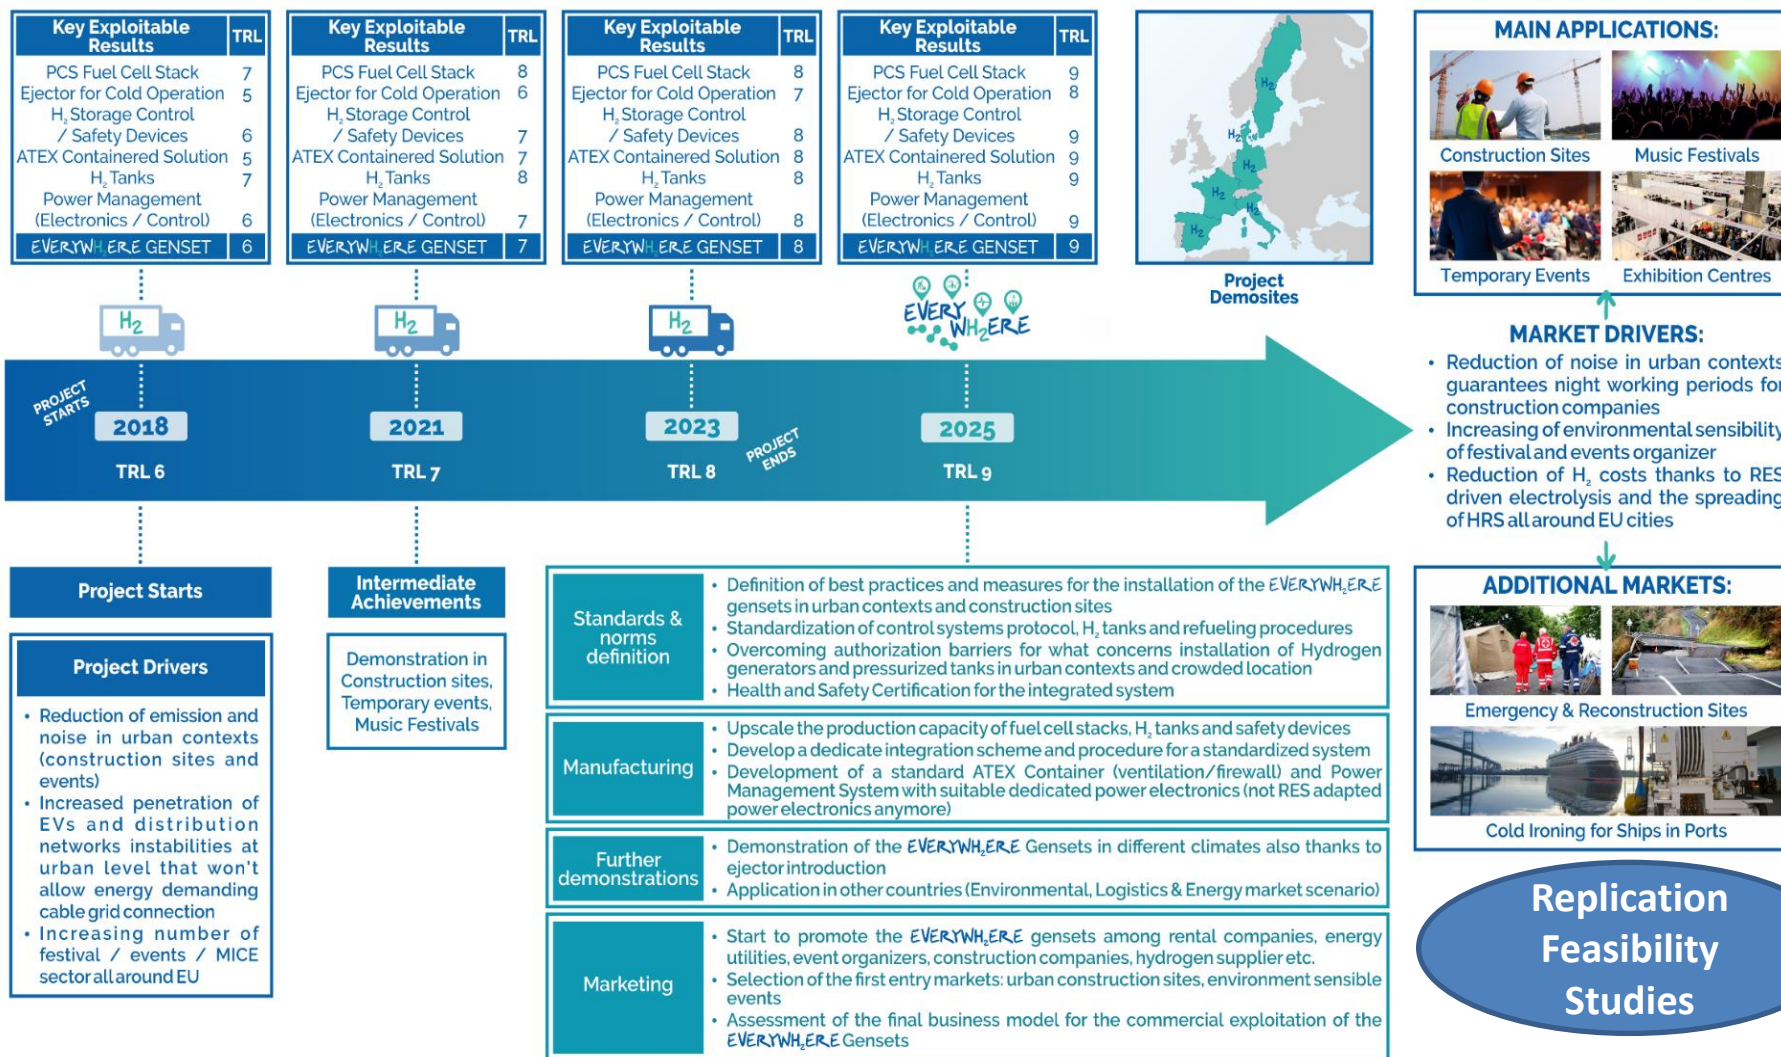 Key Exploitable Results TRL
PCS Fuel Cell Stack 7
Ejector for Cold Operation 5
H₂ Storage Control
/ Safety Devices 6
ATEX Containered Solution 5
H₂ Tanks 7
Power Management
(Electronics / Control) 6
EVERYWH₂ERE GENSET 6
Key Exploitable Results TRL
PCS Fuel Cell Stack 8
Ejector for Cold Operation 6
H₂ Storage Control
/ Safety Devices 7
ATEX Containered Solution 7
H₂ Tanks 8
Power Management
(Electronics / Control) 7
EVERYWH₂ERE GENSET 7
Key Exploitable Results TRL
PCS Fuel Cell Stack 8
Ejector for Cold Operation 7
H₂ Storage Control
/ Safety Devices 8
ATEX Containered Solution 8
H₂ Tanks 8
Power Management
(Electronics / Control) 8
EVERYWH₂ERE GENSET 8
Key Exploitable Results TRL
PCS Fuel Cell Stack 9
Ejector for Cold Operation 8
H₂ Storage Control
/ Safety Devices 9
ATEX Containered Solution 9
H₂ Tanks 9
Power Management
(Electronics / Control) 9
EVERYWH₂ERE GENSET 9
H₂
H₂
H₂
H₂
H₂
H₂
Project
Demosites
H₂
H₂
H₂
EVERY
WH₂ERE
PROJECT
STARTS
2018
TRL 6
2021
TRL 7
2023
TRL 8
PROJECT
ENDS
2025
TRL 9
MAIN APPLICATIONS:
Construction Sites
Music Festivals
Temporary Events
Exhibition Centres
MARKET DRIVERS:
• Reduction of noise in urban contexts
guarantees night working periods for
construction companies
• Increasing of environmental sensibility
of festival and events organizer
• Reduction of H₂ costs thanks to RES
driven electrolysis and the spreading
of HRS all around EU cities
ADDITIONAL MARKETS:
Emergency & Reconstruction Sites
Cold Ironing for Ships in Ports
Replication
Feasibility
Studies
Project Starts
Project Drivers
• Reduction of emission and
noise in urban contexts
(construction sites and
events)
• Increased penetration of
EVs and distribution
networks instabilities at
urban level that won't
allow energy demanding
cable grid connection
• Increasing number of
festival / events / MICE
sector all around EU
Intermediate
Achievements
Demonstration in
Construction sites,
Temporary events,
Music Festivals
Standards &
norms
definition
• Definition of best practices and measures for the installation of the EVERYWH₂ERE
gensets in urban contexts and construction sites
• Standardization of control systems protocol, H₂ tanks and refueling procedures
• Overcoming authorization barriers for what concerns installation of Hydrogen
generators and pressurized tanks in urban contexts and crowded location
• Health and Safety Certification for the integrated system
Manufacturing
• Upscale the production capacity of fuel cell stacks, H₂ tanks and safety devices
• Develop a dedicate integration scheme and procedure for a standardized system
• Development of a standard ATEX Container (ventilation/firewall) and Power
Management System with suitable dedicated power electronics (not RES adapted
power electronics anymore)
Further
demonstrations
• Demonstration of the EVERYWH₂ERE Gensets in different climates also thanks to
ejector introduction
• Application in other countries (Environmental, Logistics & Energy market scenario)
Marketing
• Start to promote the EVERYWH₂ERE gensets among rental companies, energy
utilities, event organizers, construction companies, hydrogen supplier etc.
• Selection of the first entry markets: urban construction sites, environment sensible
events
• Assessment of the final business model for the commercial exploitation of the
EVERYWH₂ERE Gensets